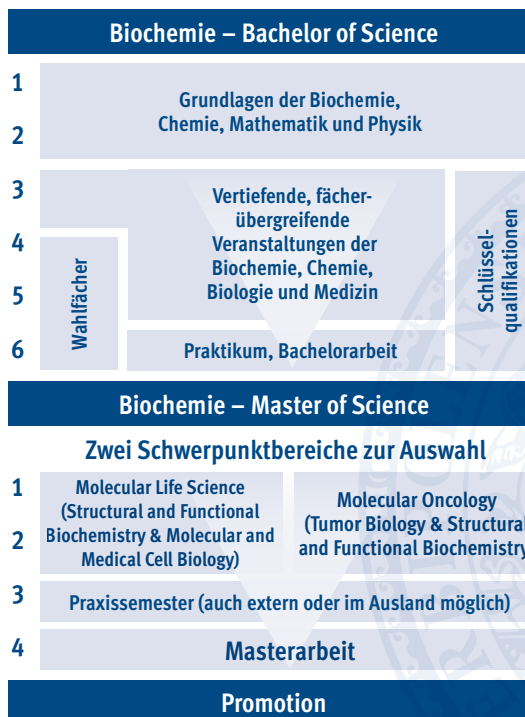 Biochemie – Bachelor of Science
1
2
Grundlagen der Biochemie,
Chemie, Mathematik und Physik
3
4
5
6
Wahlfächer
Vertiefende, fächer-
übergreifende
Veranstaltungen der
Biochemie, Chemie,
Biologie und Medizin
Schlüssel-
qualifikationen
Praktikum, Bachelorarbeit
Biochemie – Master of Science
Zwei Schwerpunktbereiche zur Auswahl
1
2
Molecular Life Science
(Structural and Functional
Biochemistry & Molecular and
Medical Cell Biology)
Molecular Oncology
(Tumor Biology & Structural
and Functional Biochemistry
3
Praxissemester (auch extern oder im Ausland möglich)
4
Masterarbeit
Promotion